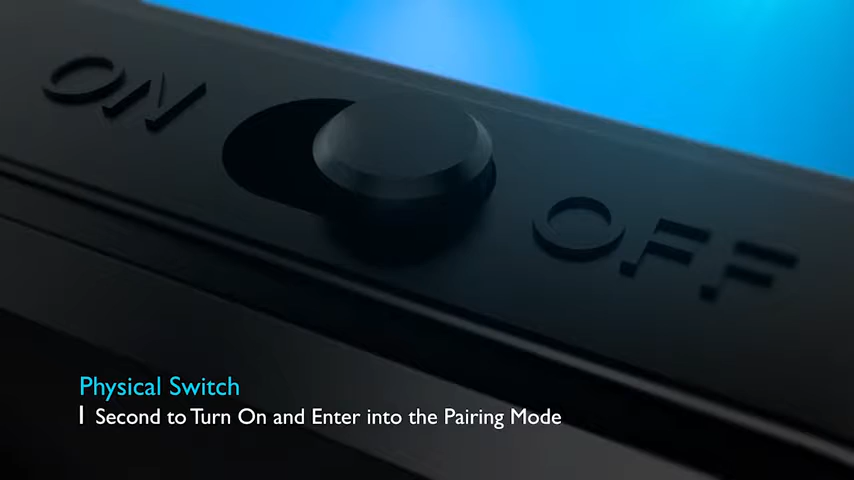 ON
OFF
Physical Switch
1 Second to Turn On and Enter into the Pairing Mode